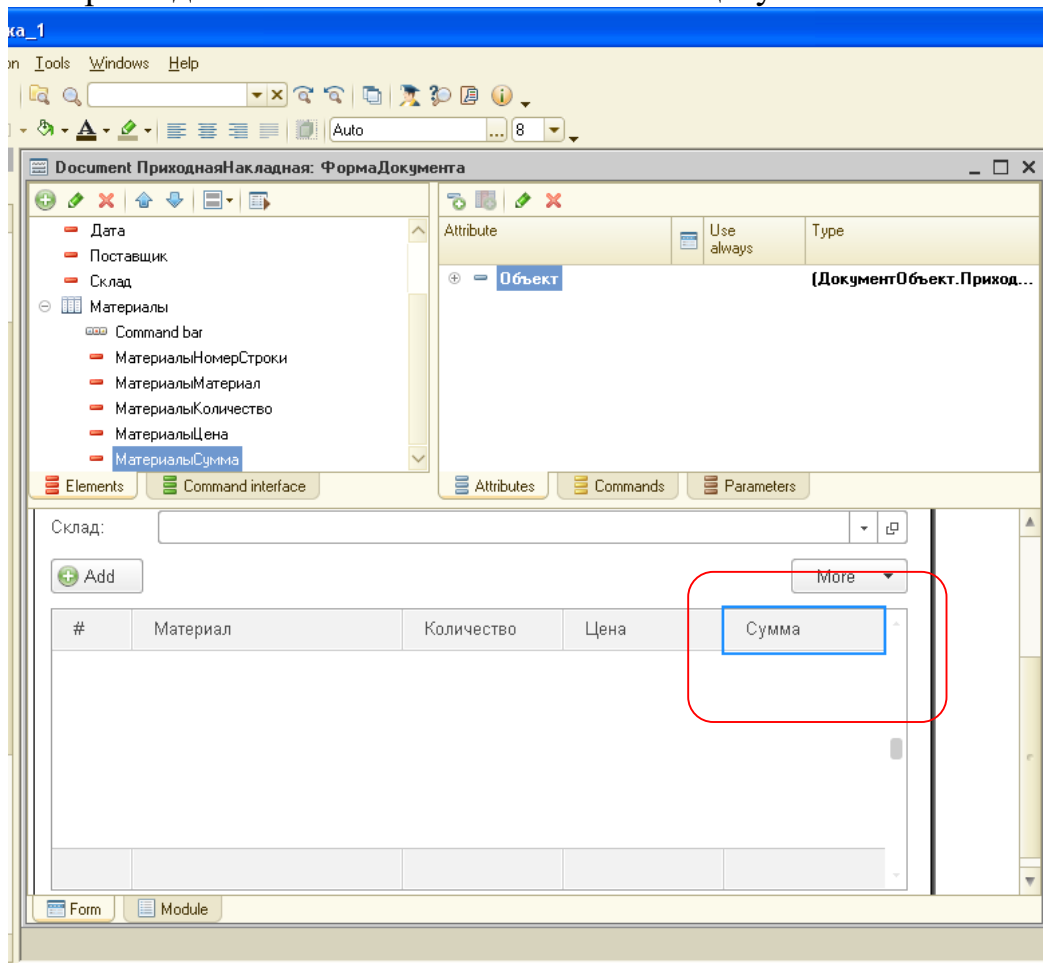 ка_1
on Tools Windows Help
Auto ... 8
Document ПриходнаяНакладная: ФормаДокумента
Дата
Поставщик
Склад
Материалы
Command bar
МатериалыНомерСтроки
МатериалыМатериал
МатериалыКоличество
МатериалыЦена
МатериалыСумма
Elements Command interface
Attribute Use always Type
Объект (ДокументОбъект.Приход...
Attributes Commands Parameters
Склад:
Add More
# Материал Количество Цена Сумма
Form Module